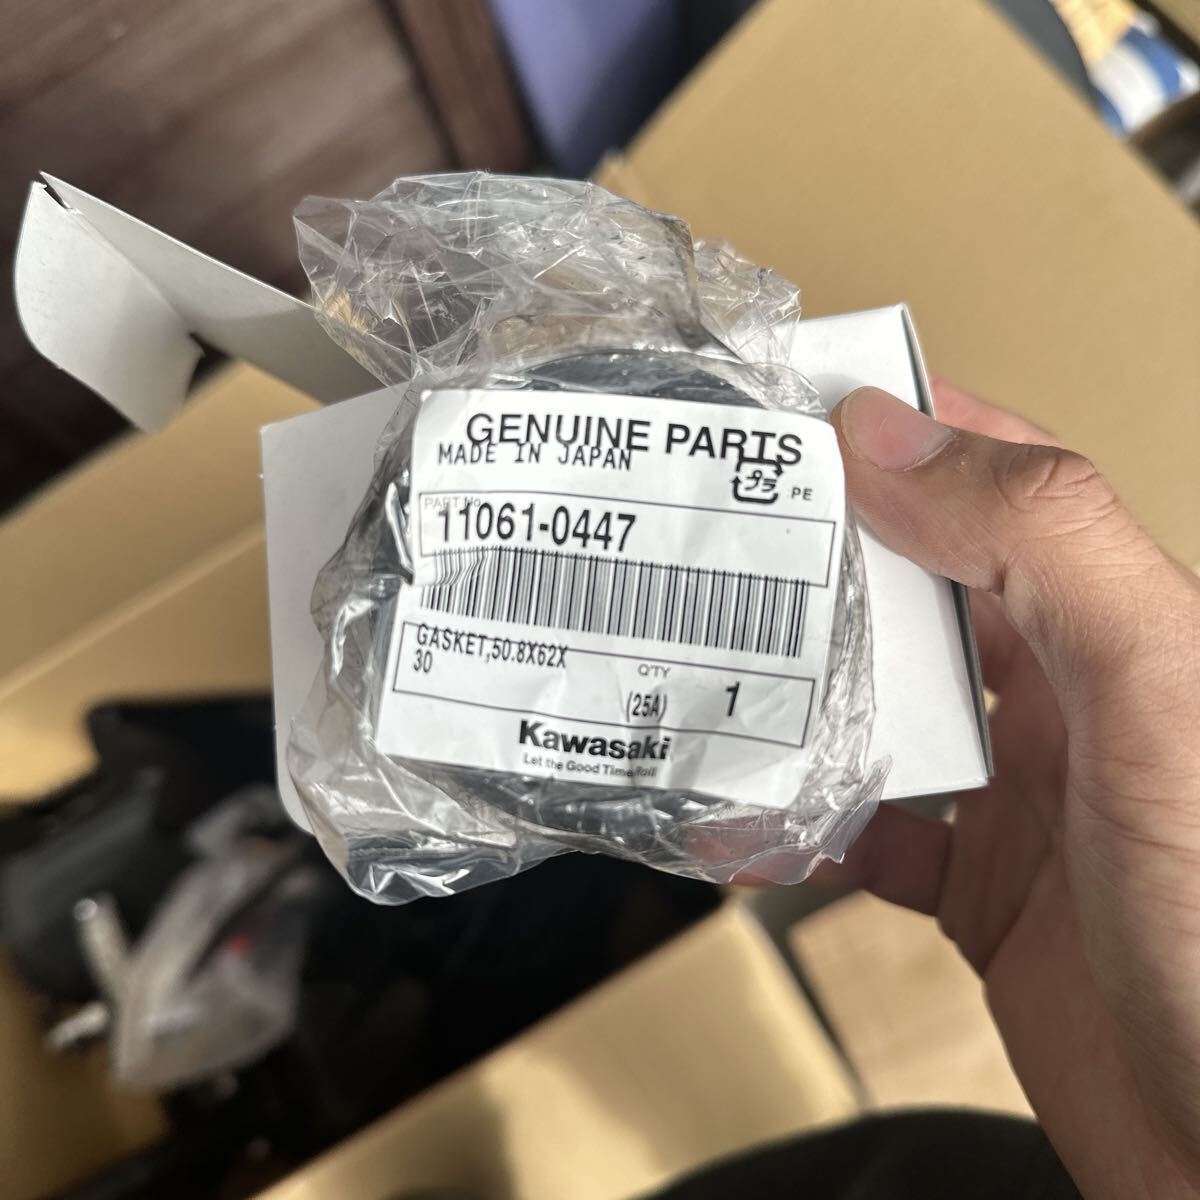 GENUINE PARTS
MADE IN JAPAN
プラ PE
PART No.
11061-0447
GASKET,50.8X62X
30
Q'TY
(25A) 1
Kawasaki
Let the Good Times Roll